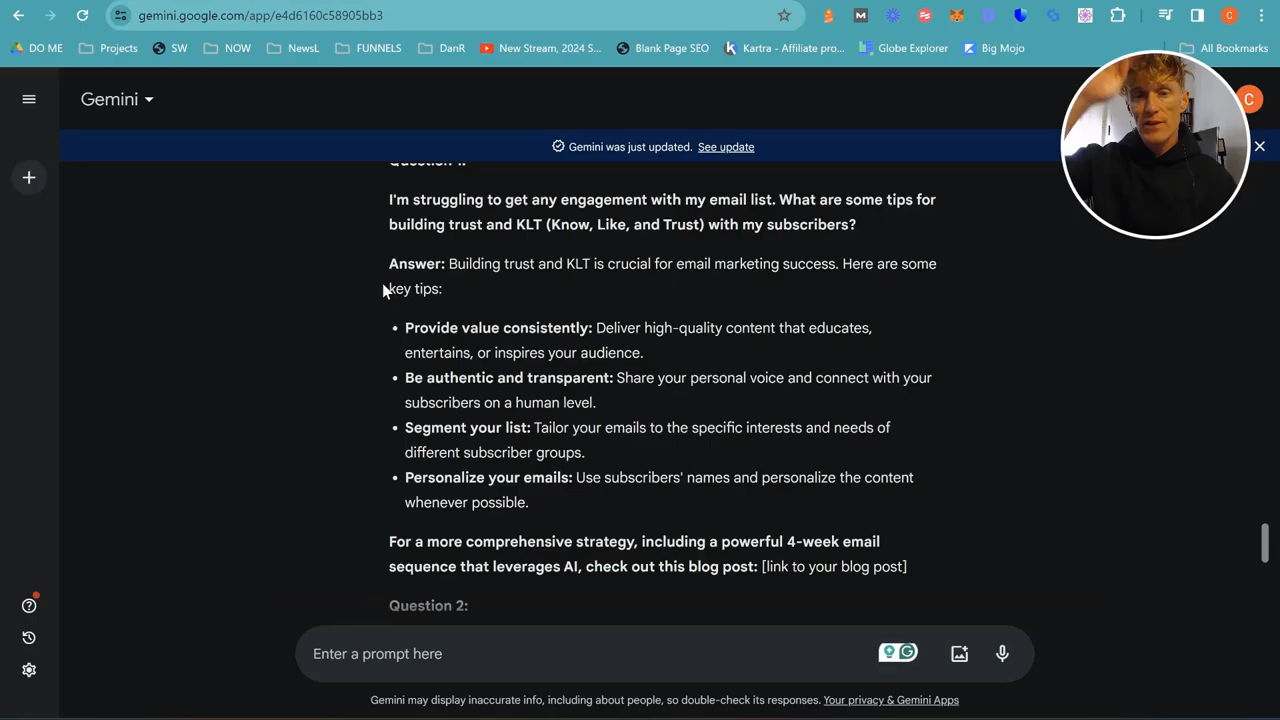 gemini.google.com/app/e4d6160c58905bb3
DO ME
Projects
SW
NOW
NewsL
FUNNELS
DanR
New Stream, 2024 S...
Blank Page SEO
Kartra - Affiliate pro...
Globe Explorer
Big Mojo
All Bookmarks
Gemini
C
C
Gemini was just updated. See update
I'm struggling to get any engagement with my email list. What are some tips for
building trust and KLT (Know, Like, and Trust) with my subscribers?
Answer: Building trust and KLT is crucial for email marketing success. Here are some
key tips:
• Provide value consistently: Deliver high-quality content that educates,
entertains, or inspires your audience.
• Be authentic and transparent: Share your personal voice and connect with your
subscribers on a human level.
• Segment your list: Tailor your emails to the specific interests and needs of
different subscriber groups.
• Personalize your emails: Use subscribers' names and personalize the content
whenever possible.
For a more comprehensive strategy, including a powerful 4-week email
sequence that leverages AI, check out this blog post: [link to your blog post]
Question 2:
Enter a prompt here
Gemini may display inaccurate info, including about people, so double-check its responses. Your privacy & Gemini Apps